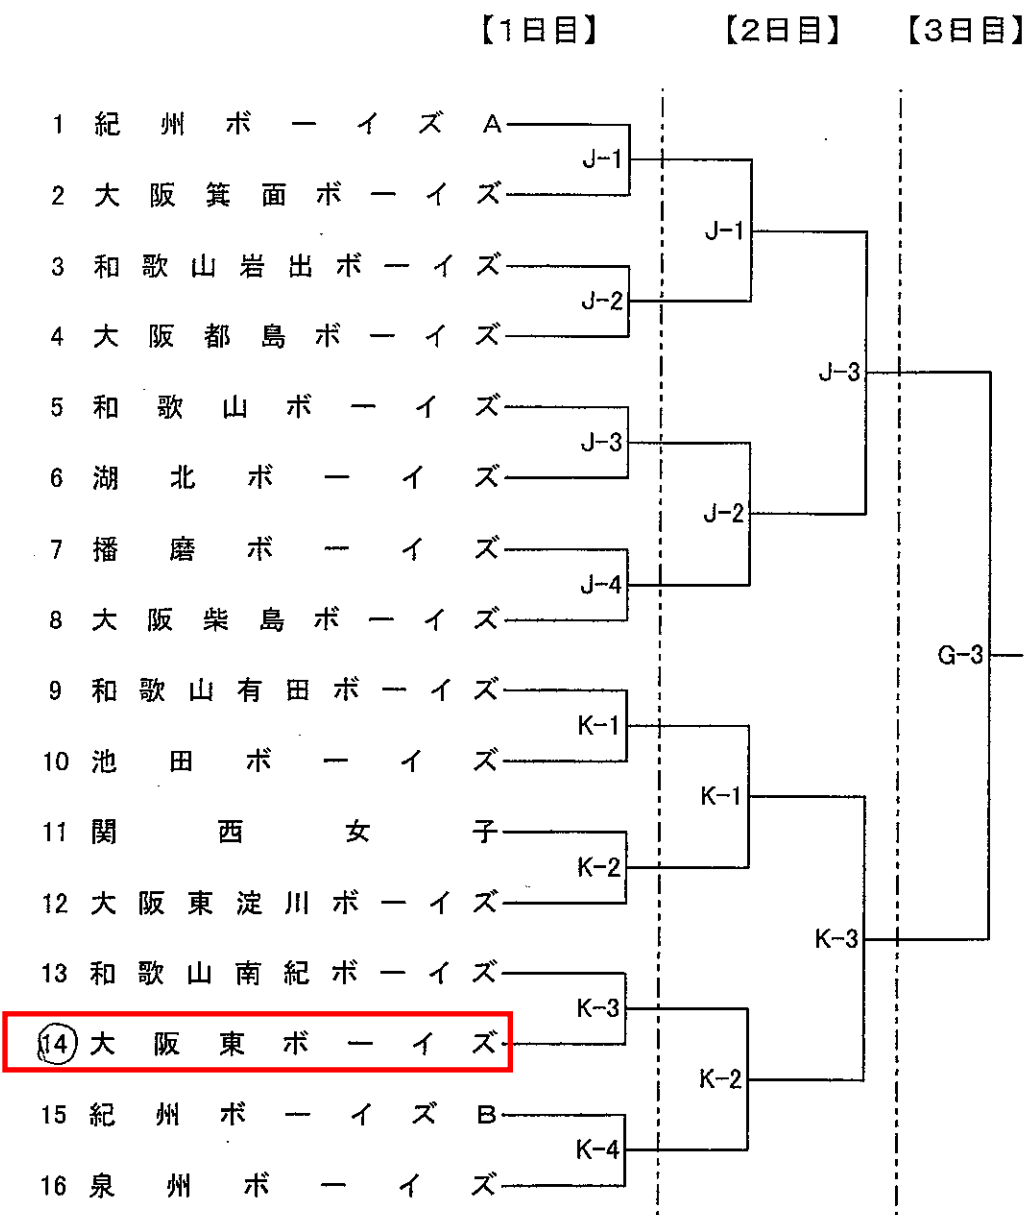 【1日目】 【2日目】 【3日目】
1 紀州ボーイズA
J-1
2 大阪箕面ボーイズ
J-1
3 和歌山岩出ボーイズ
J-2
4 大阪都島ボーイズ
J-3
5 和歌山ボーイズ
J-3
6 湖北ボーイズ
J-2
7 播磨ボーイズ
J-4
8 大阪柴島ボーイズ
G-3
9 和歌山有田ボーイズ
K-1
10 池田ボーイズ
K-1
11 関西女子
K-2
12 大阪東淀川ボーイズ
K-3
13 和歌山南紀ボーイズ
K-3
14 大阪東ボーイズ
K-2
15 紀州ボーイズB
K-4
16 泉州ボーイズ